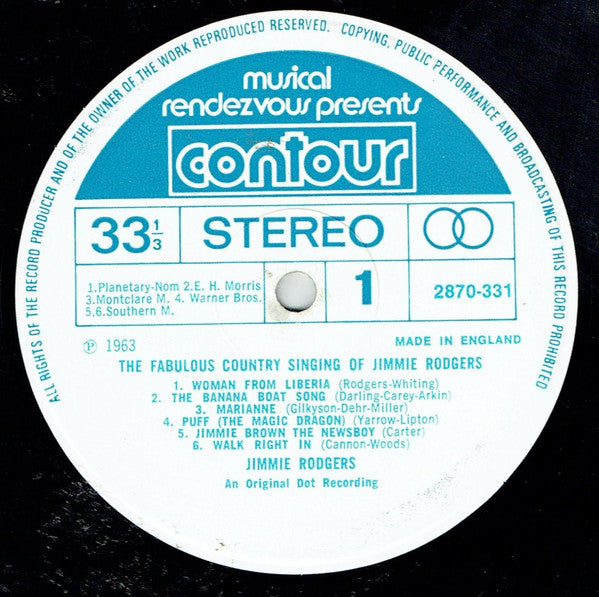 ALL RIGHTS OF THE RECORD PRODUCER AND OF THE OWNER OF THE WORK REPRODUCED RESERVED. COPYING, PUBLIC PERFORMANCE AND BROADCASTING OF THIS RECORD PROHIBITED
musical
rendezvous presents
contour
33 1/3 STEREO
1.Planetary-Nom 2.E. H. Morris
3.Montclare M. 4. Warner Bros.
5.6.Southern M.
1
2870-331
℗ 1963
MADE IN ENGLAND
THE FABULOUS COUNTRY SINGING OF JIMMIE RODGERS
1. WOMAN FROM LIBERIA (Rodgers-Whiting)
2. THE BANANA BOAT SONG (Darling-Carey-Arkin)
3. MARIANNE (Gilkyson-Dehr-Miller)
4. PUFF (THE MAGIC DRAGON) (Yarrow-Lipton)
5. JIMMIE BROWN THE NEWSBOY (Carter)
6. WALK RIGHT IN (Cannon-Woods)
JIMMIE RODGERS
An Original Dot Recording